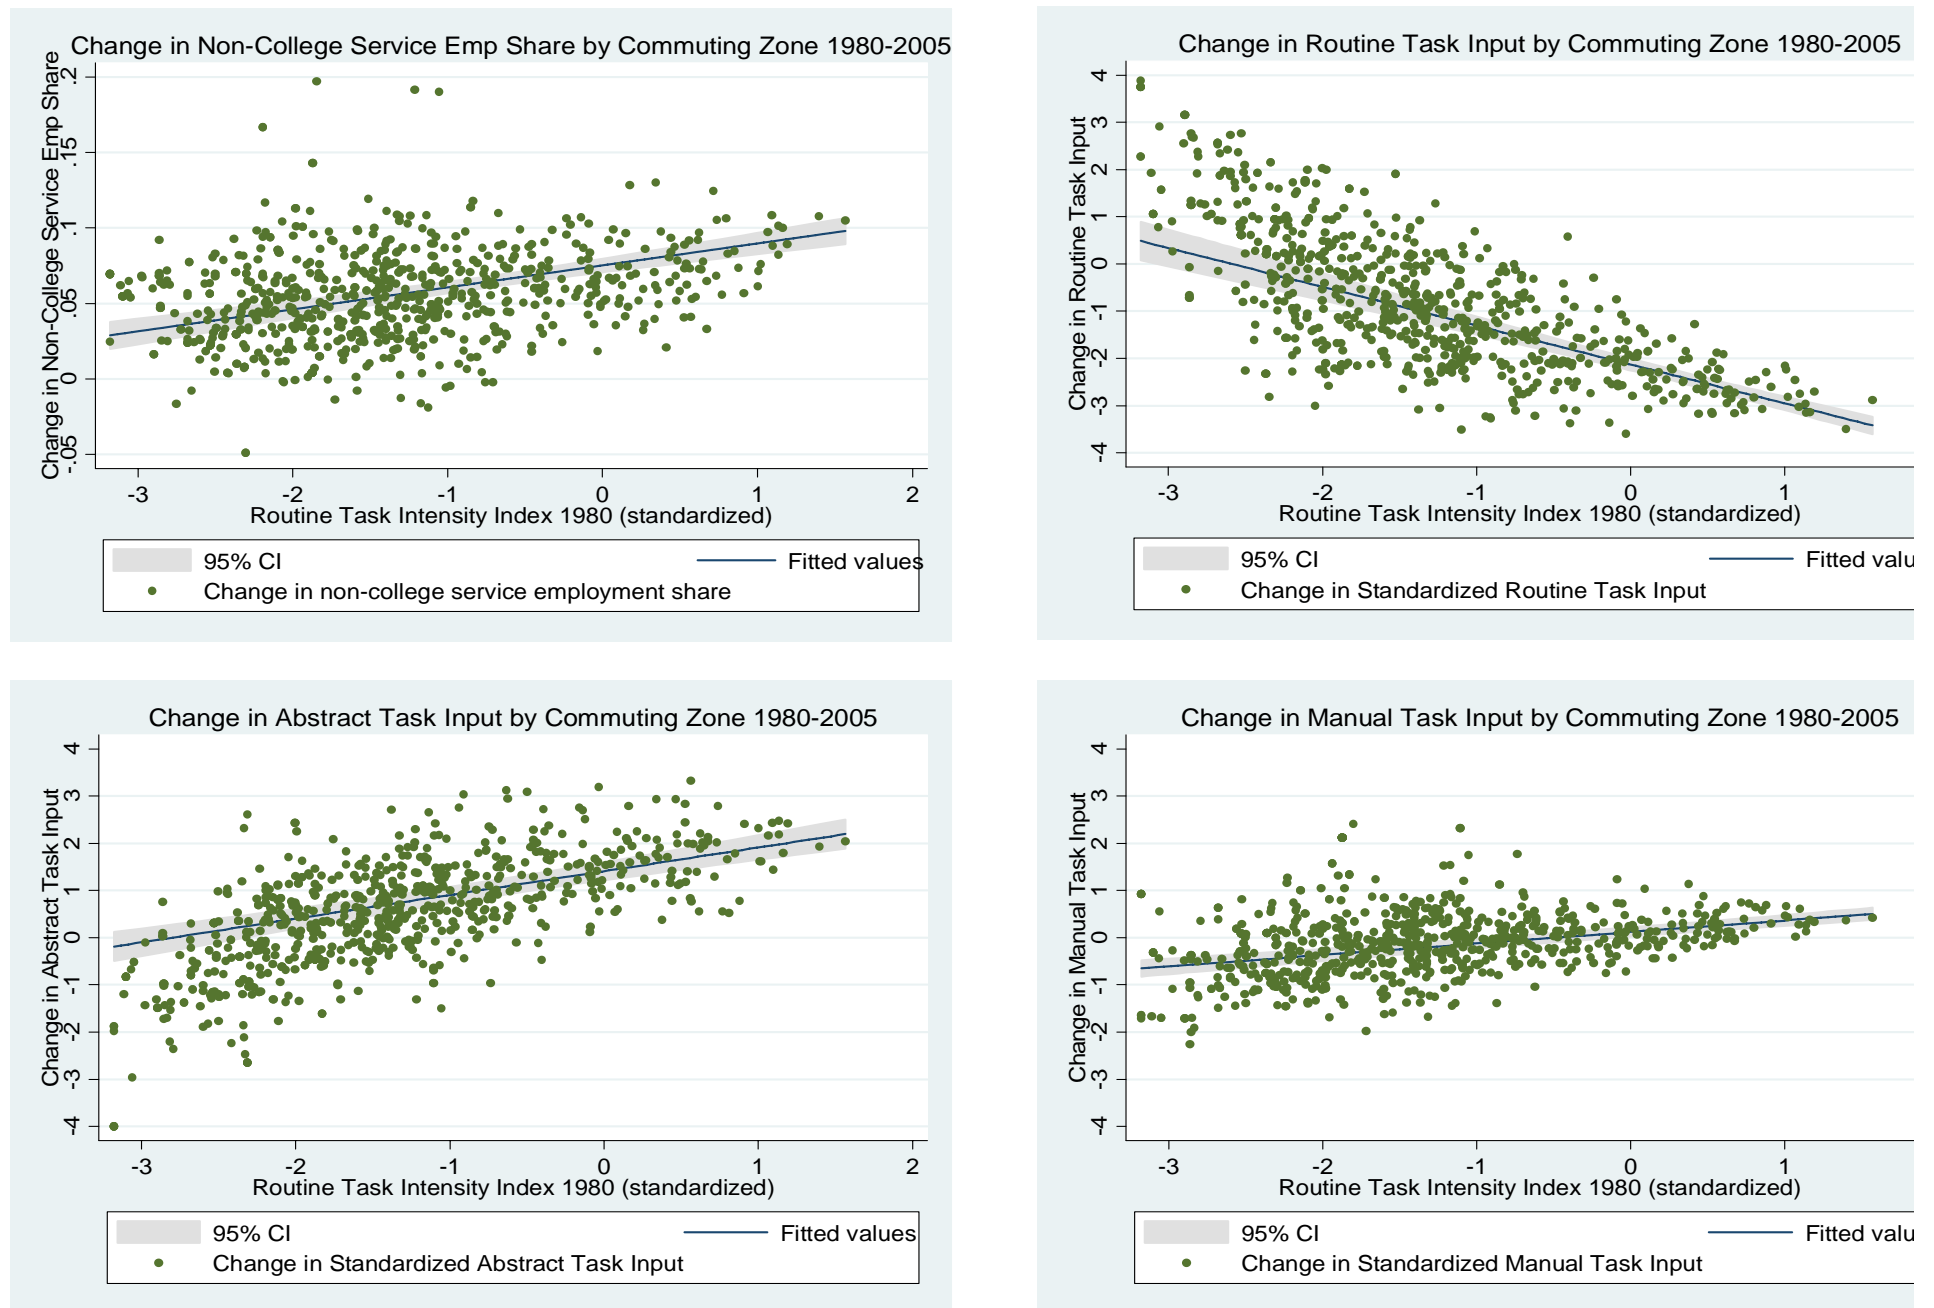 Change in Non-College Service Emp Share by Commuting Zone 1980-2005
Change in Non-College Service Emp Share
.2
.15
.1
.05
0
-.05
-3 -2 -1 0 1 2
Routine Task Intensity Index 1980 (standardized)
95% CI Fitted values
Change in non-college service employment share
Change in Routine Task Input by Commuting Zone 1980-2005
Change in Routine Task Input
4
3
2
1
0
-1
-2
-3
-4
-3 -2 -1 0 1
Routine Task Intensity Index 1980 (standardized)
95% CI Fitted valu
Change in Standardized Routine Task Input
Change in Abstract Task Input by Commuting Zone 1980-2005
Change in Abstract Task Input
4
3
2
1
0
-1
-2
-3
-4
-3 -2 -1 0 1 2
Routine Task Intensity Index 1980 (standardized)
95% CI Fitted values
Change in Standardized Abstract Task Input
Change in Manual Task Input by Commuting Zone 1980-2005
Change in Manual Task Input
4
3
2
1
0
-1
-2
-3
-4
-3 -2 -1 0 1
Routine Task Intensity Index 1980 (standardized)
95% CI Fitted valu
Change in Standardized Manual Task Input